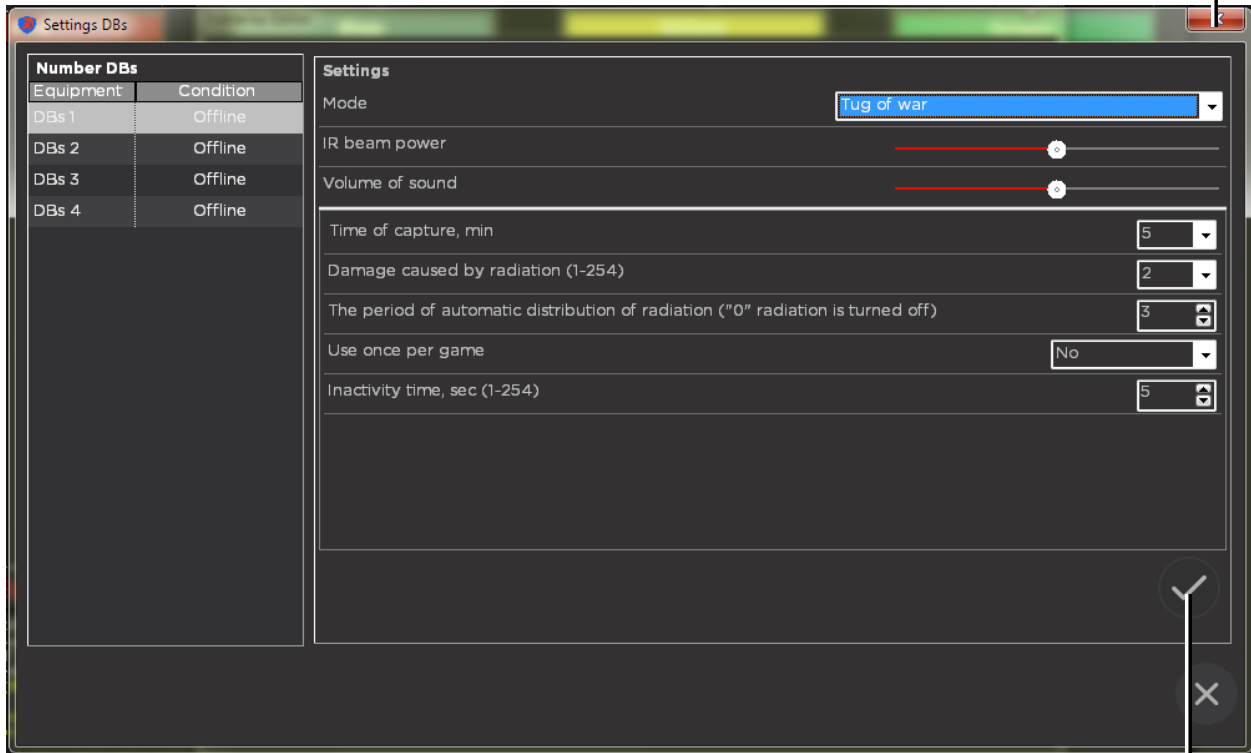 Settings DBs
Number DBs
Equipment Condition
DBs 1 Offline
DBs 2 Offline
DBs 3 Offline
DBs 4 Offline
Settings
Mode Tug of war
IR beam power
Volume of sound
Time of capture, min 5
Damage caused by radiation (1-254) 2
The period of automatic distribution of radiation ("0" radiation is turned off) 3
Use once per game No
Inactivity time, sec (1-254) 5